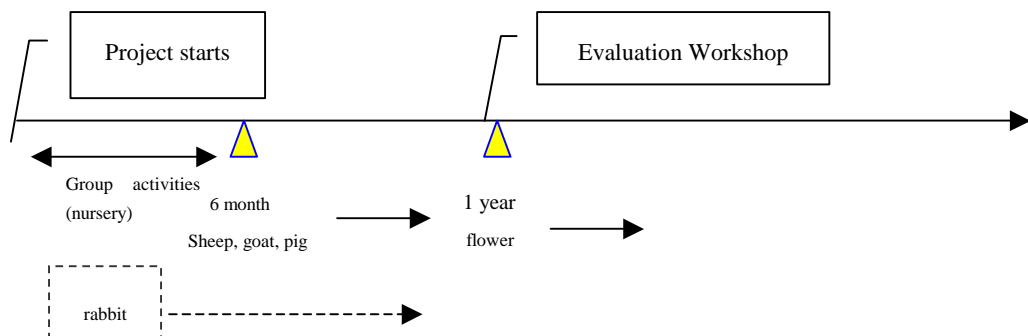 Project starts
Evaluation Workshop
Group activities
(nursery)
6 month
Sheep, goat, pig
1 year
flower
rabbit